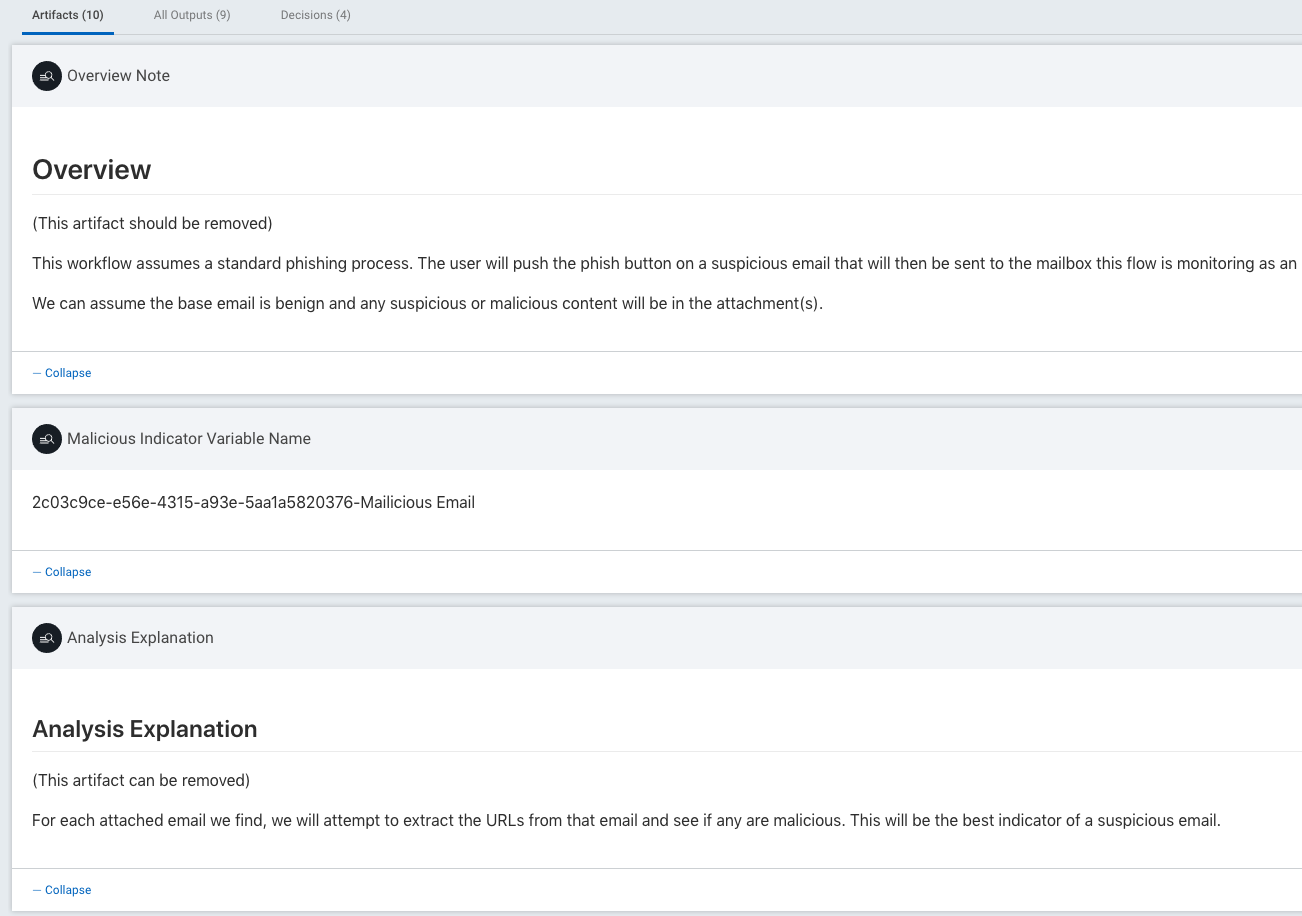 Artifacts (10) All Outputs (9) Decisions (4)
Overview Note
Overview
(This artifact should be removed)
This workflow assumes a standard phishing process. The user will push the phish button on a suspicious email that will then be sent to the mailbox this flow is monitoring as an
We can assume the base email is benign and any suspicious or malicious content will be in the attachment(s).
— Collapse
Malicious Indicator Variable Name
2c03c9ce-e56e-4315-a93e-5aa1a5820376-Mailicious Email
— Collapse
Analysis Explanation
Analysis Explanation
(This artifact can be removed)
For each attached email we find, we will attempt to extract the URLs from that email and see if any are malicious. This will be the best indicator of a suspicious email.
— Collapse